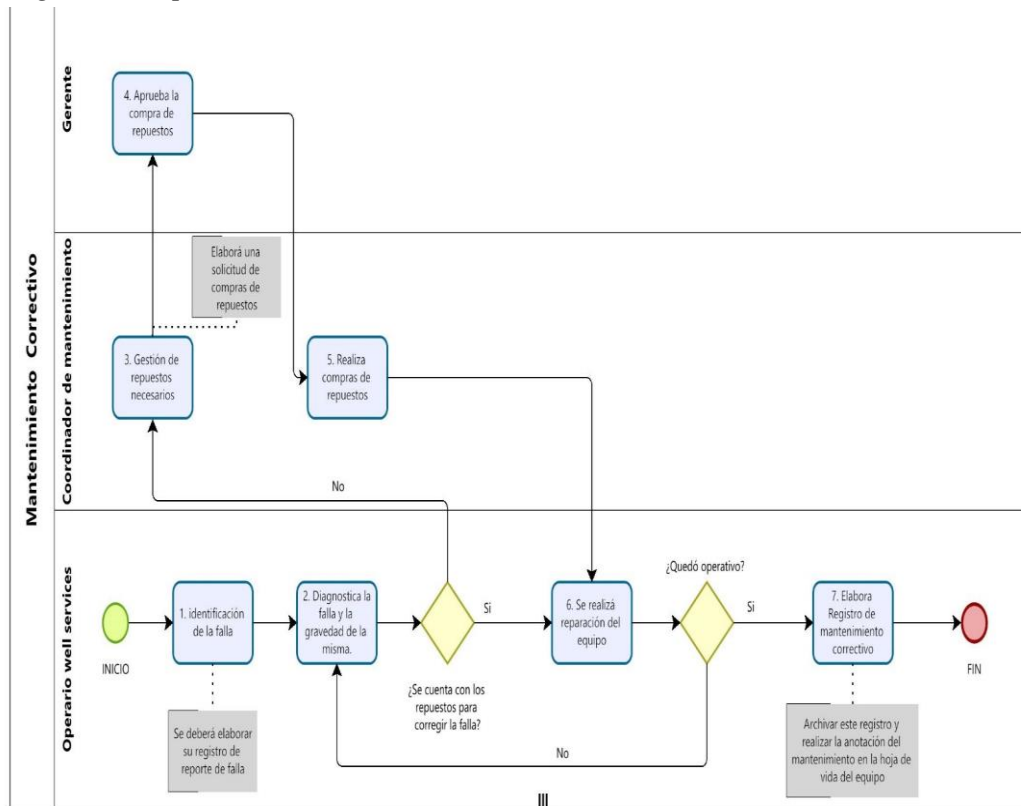 Mantenimiento Correctivo
Gerente
4. Aprueba la
compra de
repuestos
Coordinador de mantenimiento
Elaborá una
solicitud de
compras de
repuestos
3. Gestión de
repuestos
necesarios
5. Realiza
compras de
repuestos
No
Operario well services
INICIO
1. identificación
de la falla
Se deberá elaborar
su registro de
reporte de falla
2. Diagnostica la
falla y la
gravedad de la
misma.
¿Se cuenta con los
repuestos para
corregir la falla?
Si
6. Se realizá
reparación del
equipo
¿Quedó operativo?
Si
No
7. Elabora
Registro de
mantenimiento
correctivo
Archivar este registro y
realizar la anotación del
mantenimiento en la hoja de
vida del equipo
FIN